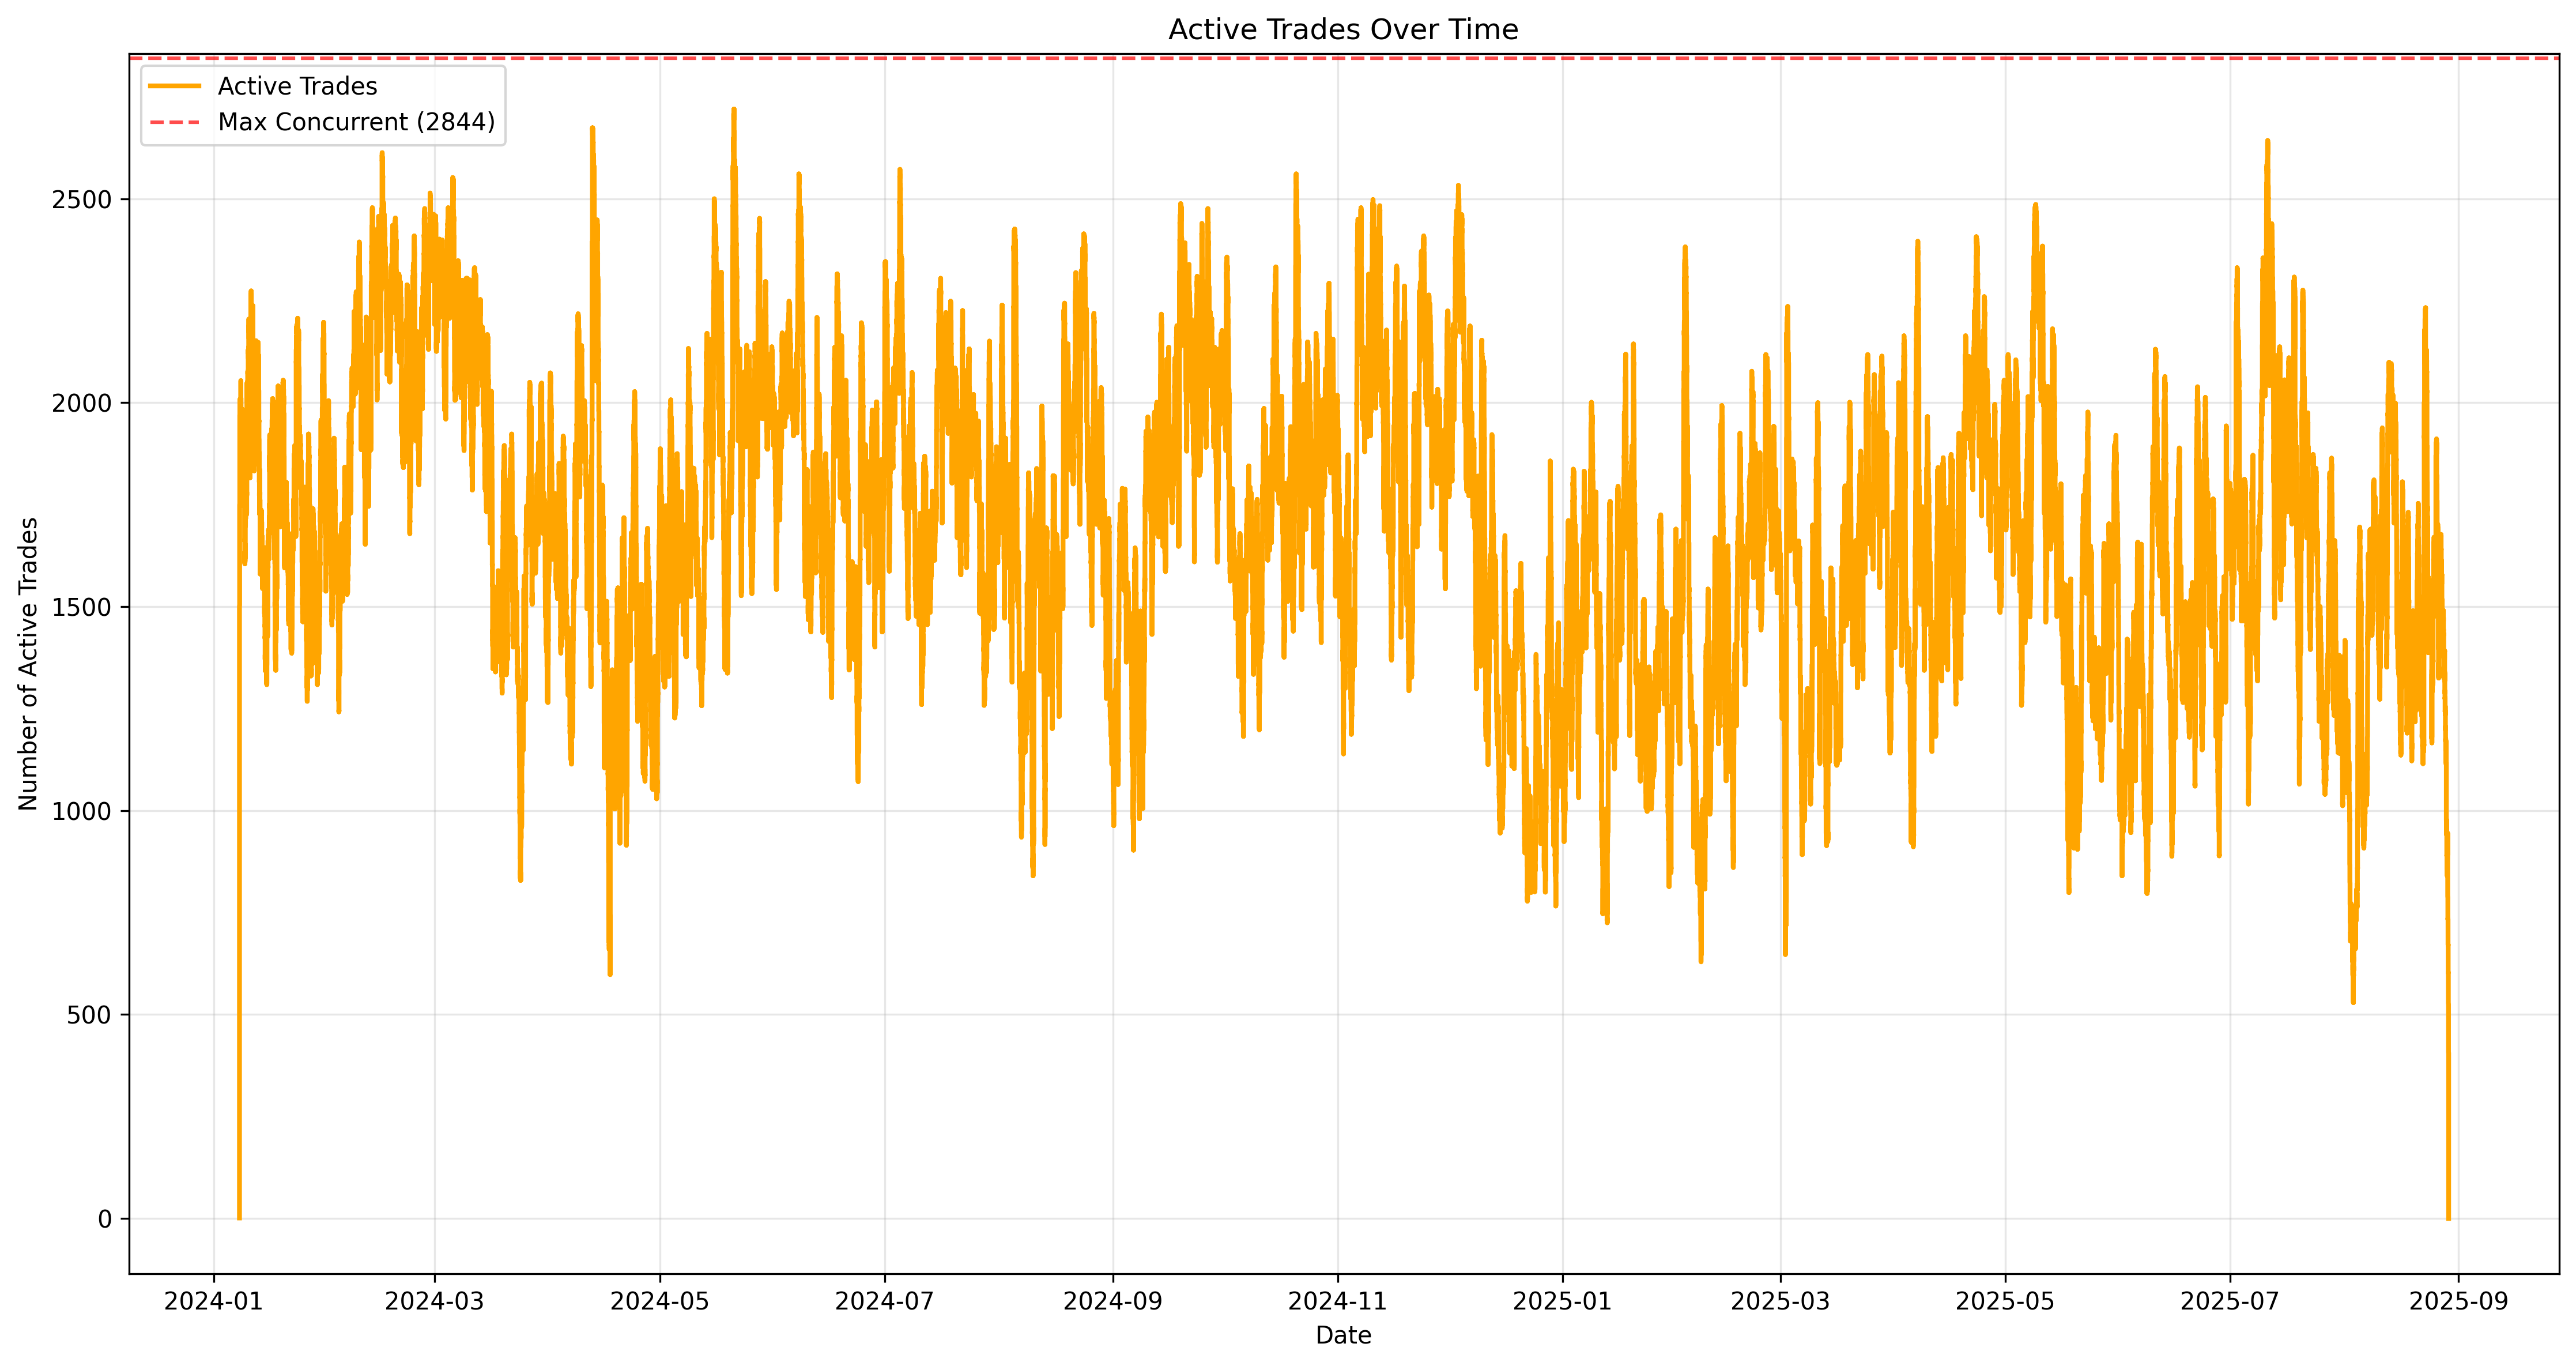 Active Trades Over Time
Active Trades
Max Concurrent (2844)
Number of Active Trades
2500
2000
1500
1000
500
0
2024-01 2024-03 2024-05 2024-07 2024-09 2024-11 2025-01 2025-03 2025-05 2025-07 2025-09
Date